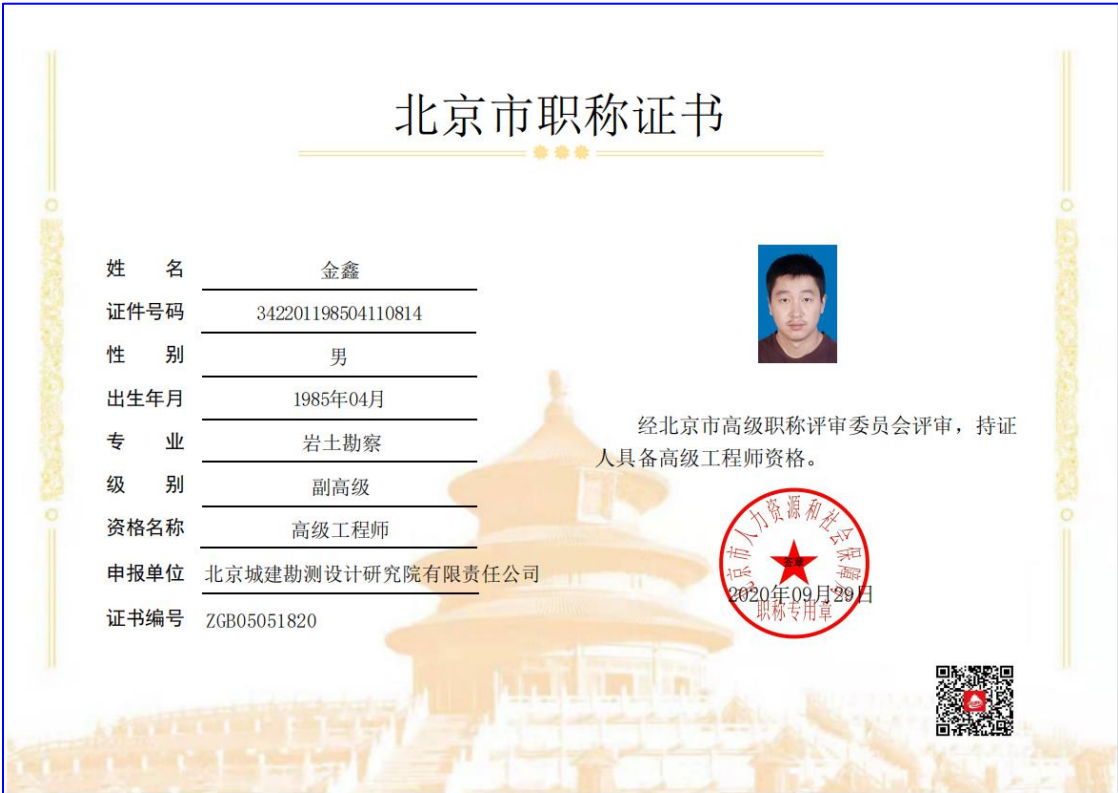 北京市职称证书
姓 名 金鑫
证件号码 342201198504110814
性 别 男
出生年月 1985年04月
专 业 岩土勘察
级 别 副高级
资格名称 高级工程师
申报单位 北京城建勘测设计研究院有限责任公司
证书编号 ZGB05051820
经北京市高级职称评审委员会评审，持证
人具备高级工程师资格。
北京市人力资源和社会保障局
2020年09月29日
职称专用章